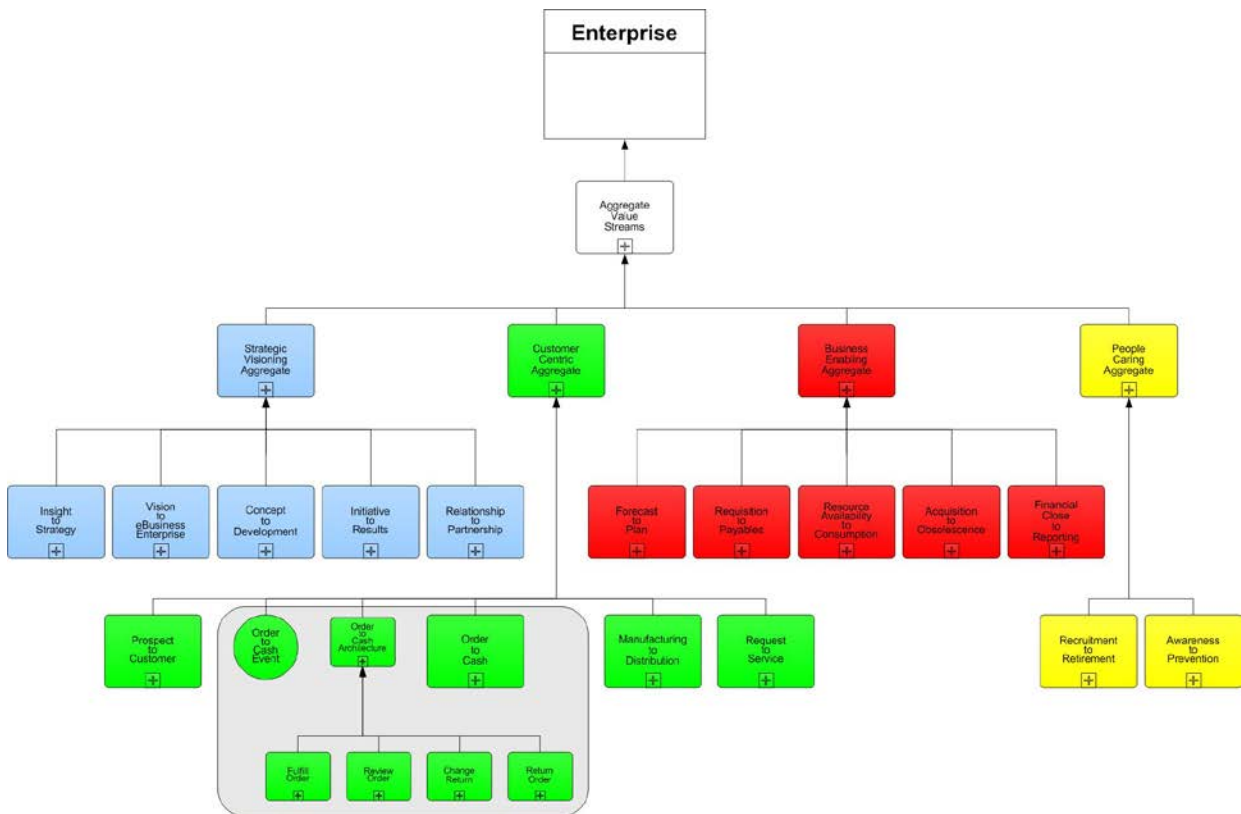 Enterprise
Aggregate
Value
Streams
Strategic
Visioning
Aggregate
Customer
Centric
Aggregate
Business
Enabling
Aggregate
People
Caring
Aggregate
Insight
to
Strategy
Vision
to
eBusiness
Enterprise
Concept
to
Development
Initiative
to
Results
Relationship
to
Partnership
Forecast
to
Plan
Requisition
to
Payables
Resource
Availability
to
Consumption
Acquisition
to
Obsolescence
Financial
Close
to
Reporting
Prospect
to
Customer
Order
to
Cash
Event
Order
to
Cash
Architecture
Order
to
Cash
Manufacturing
to
Distribution
Request
to
Service
Recruitment
to
Retirement
Awareness
to
Prevention
Fulfill
Order
Review
Order
Change
Return
Return
Order